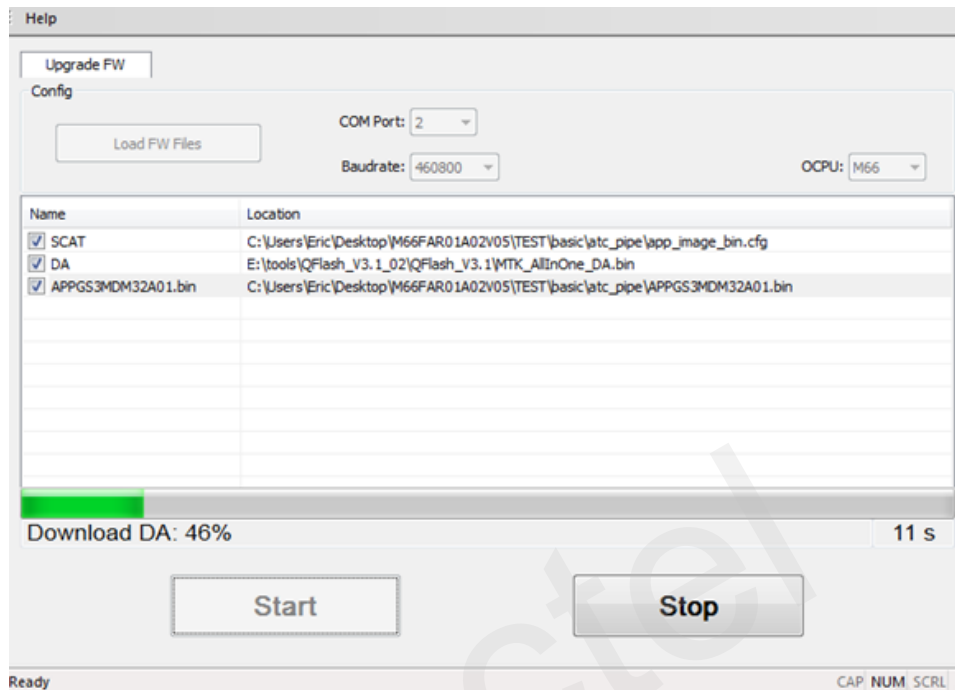 Help
Upgrade FW
Config
Load FW Files
COM Port: 2
Baudrate: 460800
OCPU: M66
Name Location
SCAT C:\Users\Eric\Desktop\M66FAR01A02V05\TEST\basic\atc_pipe\app_image_bin.cfg
DA E:\tools\QFlash_V3.1_02\QFlash_V3.1\MTK_AllInOne_DA.bin
APPGS3MDM32A01.bin C:\Users\Eric\Desktop\M66FAR01A02V05\TEST\basic\atc_pipe\APPGS3MDM32A01.bin
Download DA: 46% 11 s
Start Stop
Ready CAP NUM SCRL
ctel